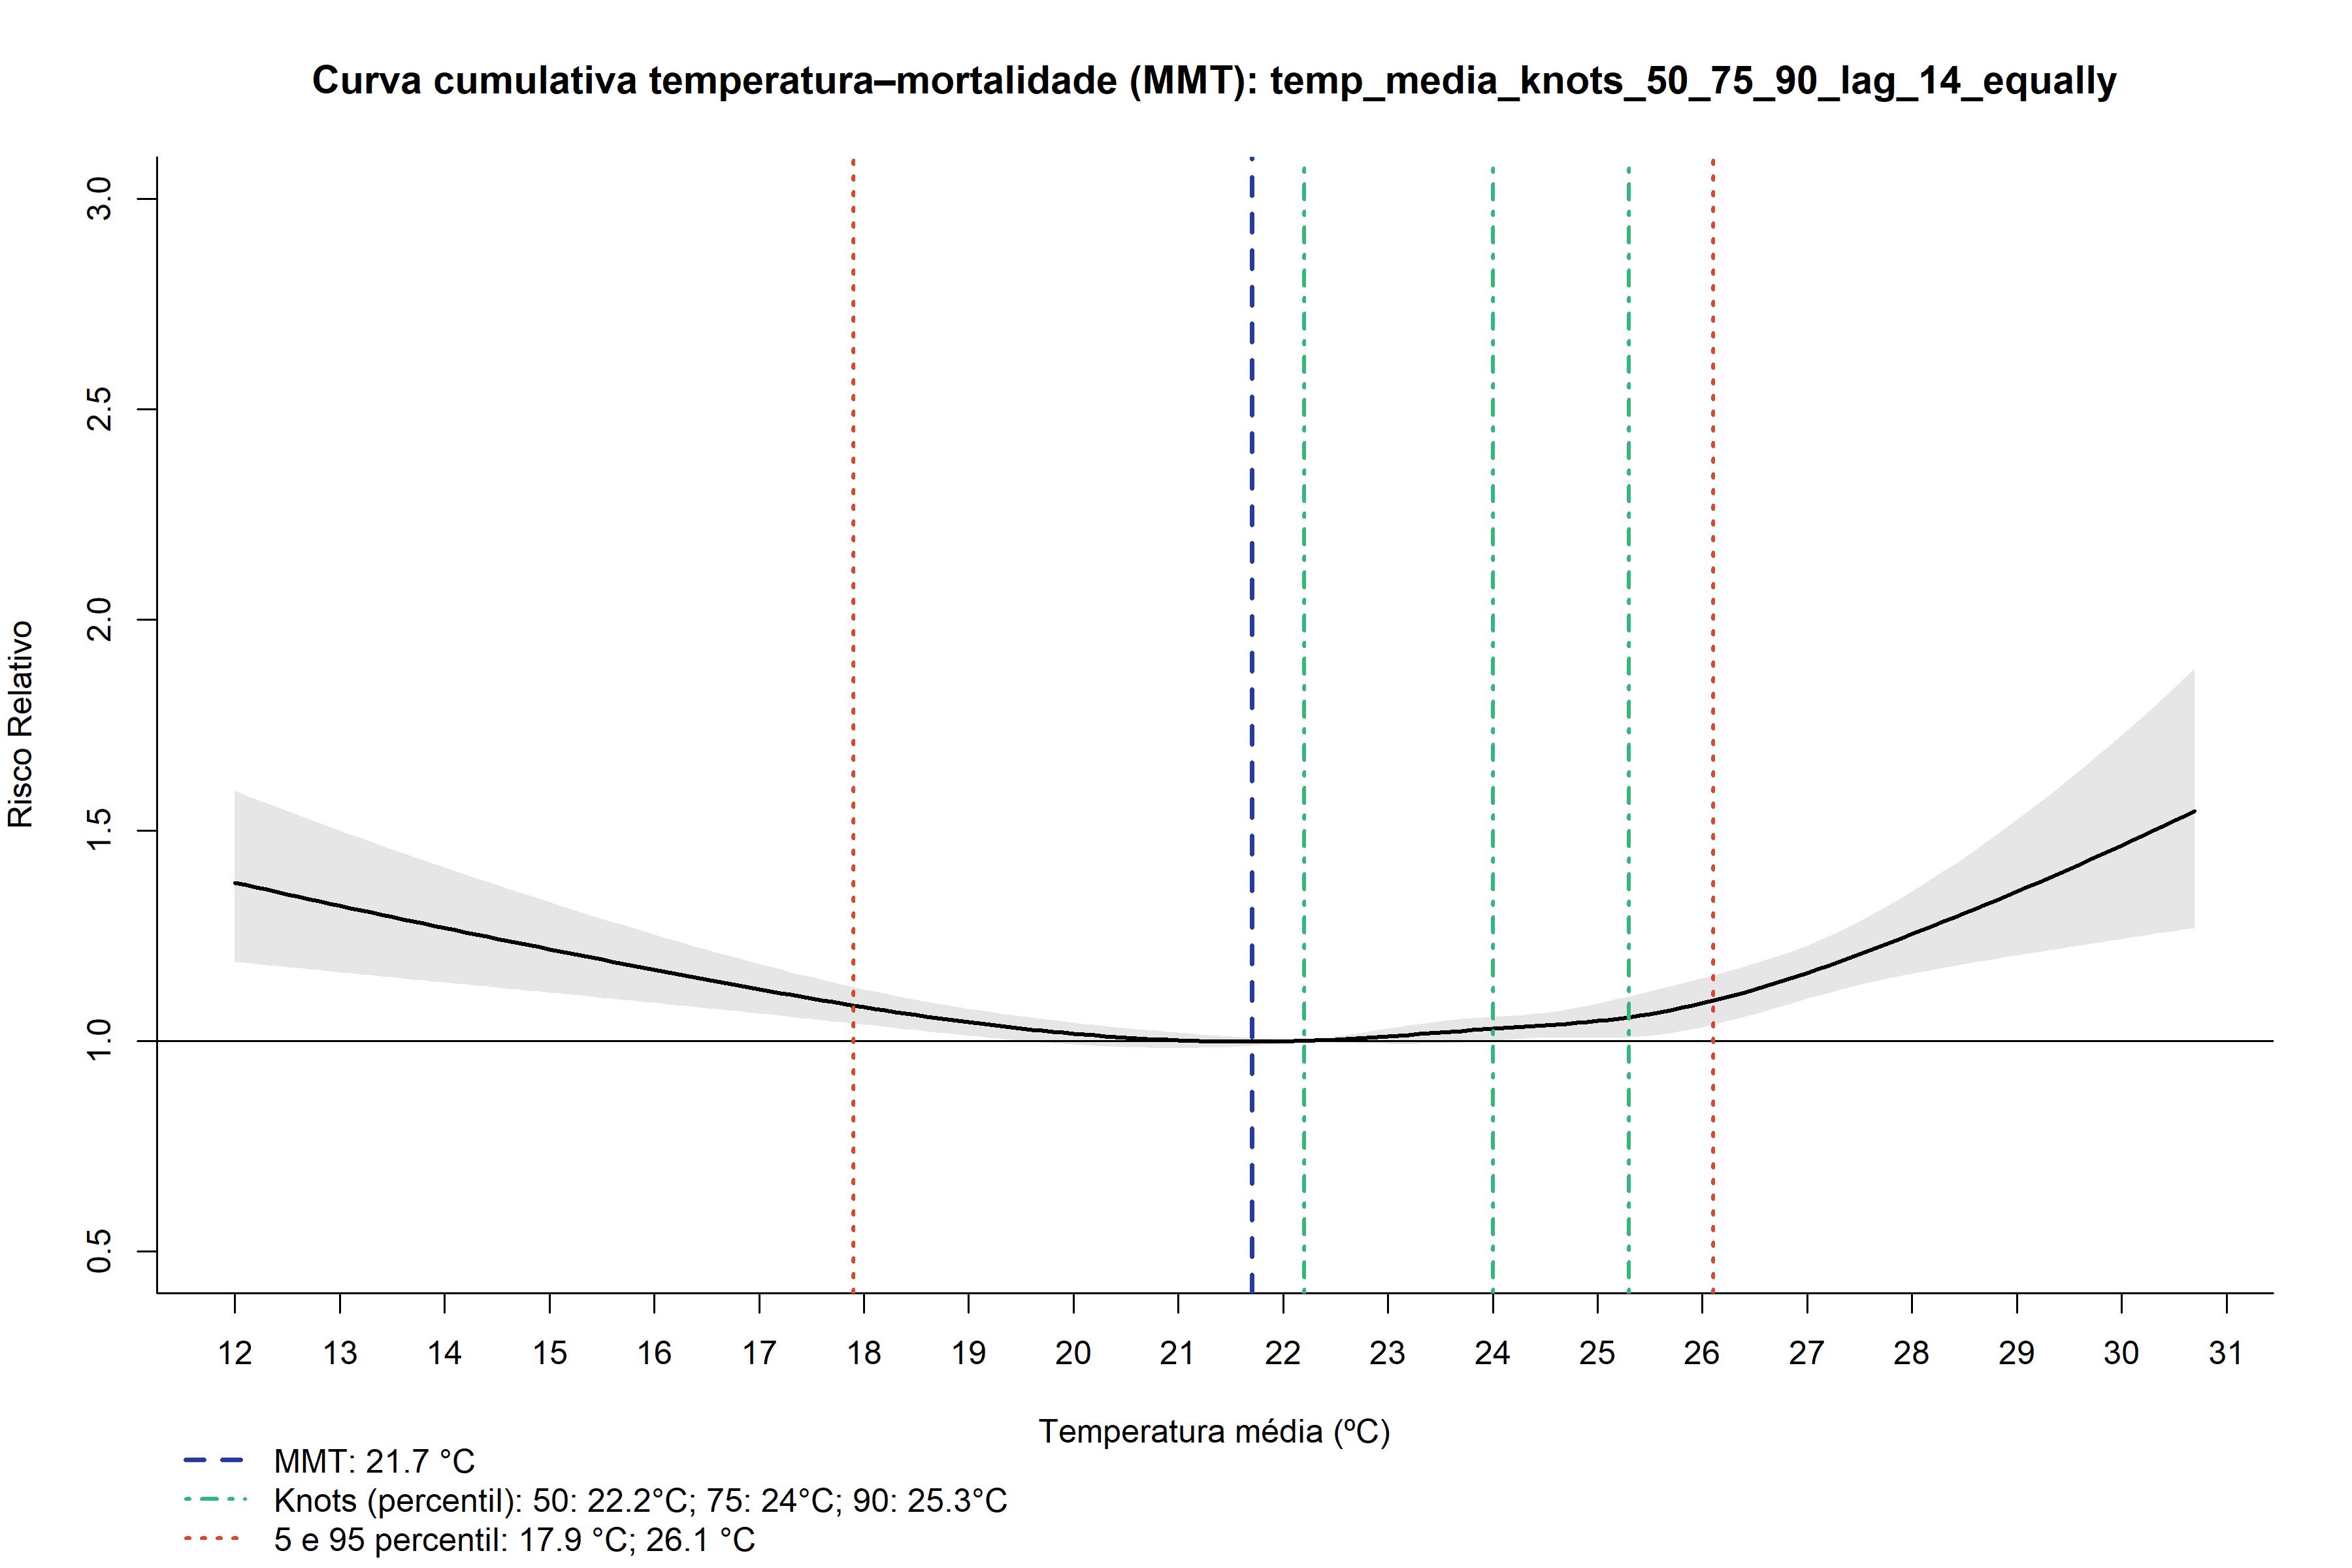 Curva cumulativa temperatura–mortalidade (MMT): temp_media_knots_50_75_90_lag_14_equally
Risco Relativo
3.0
2.5
2.0
1.5
1.0
0.5
12 13 14 15 16 17 18 19 20 21 22 23 24 25 26 27 28 29 30 31
Temperatura média (ºC)
MMT: 21.7 °C
Knots (percentil): 50: 22.2°C; 75: 24°C; 90: 25.3°C
5 e 95 percentil: 17.9 °C; 26.1 °C